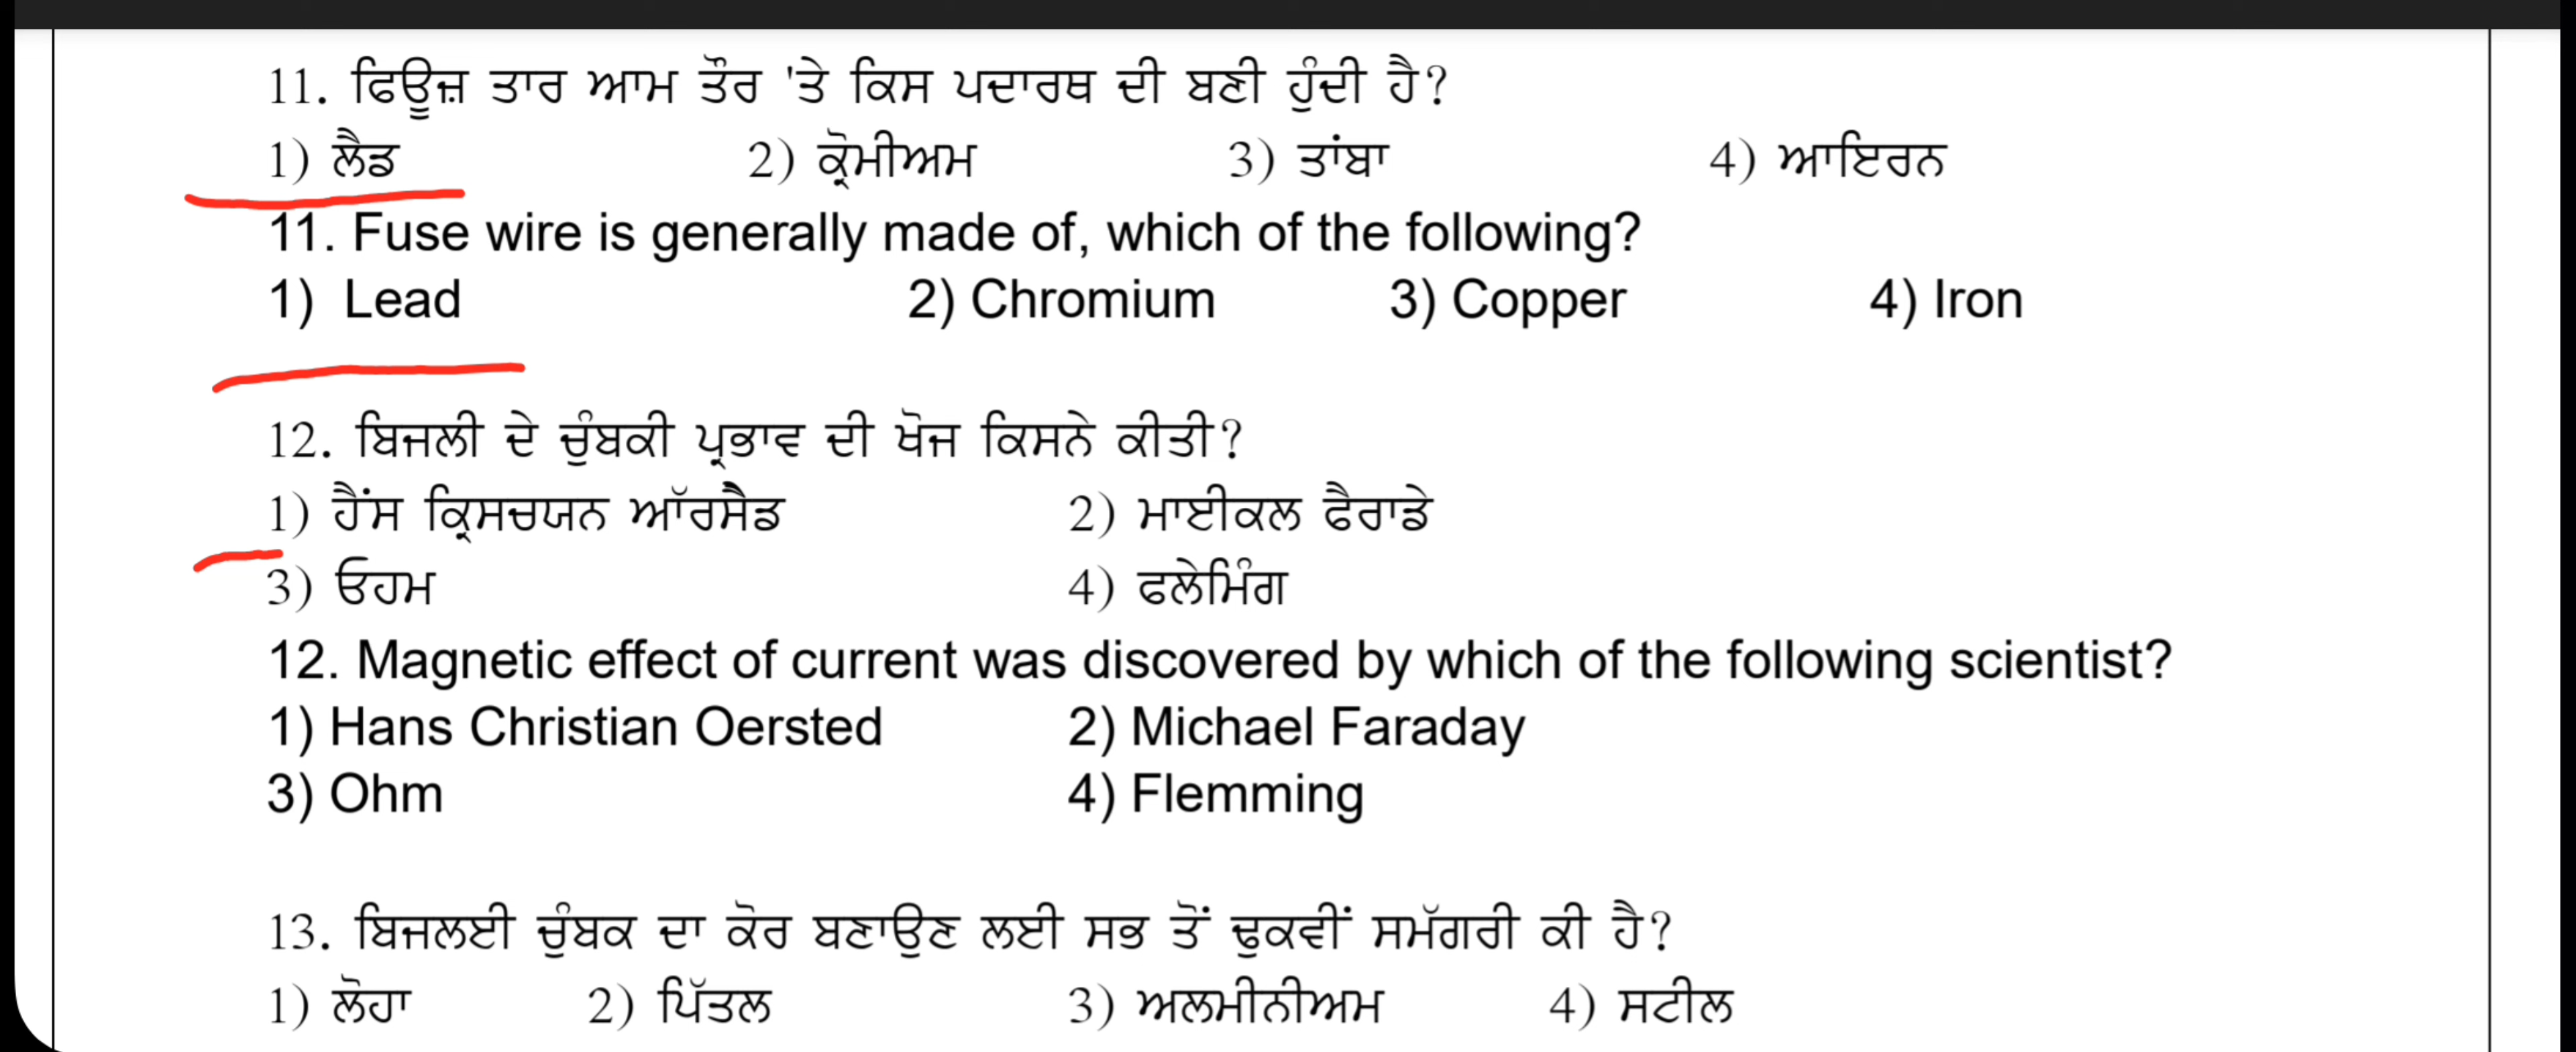 11. ਫਿਊਜ਼ ਤਾਰ ਆਮ ਤੌਰ 'ਤੇ ਕਿਸ ਪਦਾਰਥ ਦੀ ਬਣੀ ਹੁੰਦੀ ਹੈ?
1) ਲੈਡ 2) ਕ੍ਰੋਮੀਅਮ 3) ਤਾਂਬਾ 4) ਆਇਰਨ
11. Fuse wire is generally made of, which of the following?
1) Lead 2) Chromium 3) Copper 4) Iron
12. ਬਿਜਲੀ ਦੇ ਚੁੰਬਕੀ ਪ੍ਰਭਾਵ ਦੀ ਖੋਜ ਕਿਸਨੇ ਕੀਤੀ?
1) ਹੈਂਸ ਕ੍ਰਿਸਚਯਨ ਆੱਰਸੈਡ 2) ਮਾਈਕਲ ਫੈਰਾਡੇ
3) ਓਹਮ 4) ਫਲੇਮਿੰਗ
12. Magnetic effect of current was discovered by which of the following scientist?
1) Hans Christian Oersted 2) Michael Faraday
3) Ohm 4) Flemming
13. ਬਿਜਲਈ ਚੁੰਬਕ ਦਾ ਕੋਰ ਬਣਾਉਣ ਲਈ ਸਭ ਤੋਂ ਢੁਕਵੀਂ ਸਮੱਗਰੀ ਕੀ ਹੈ?
1) ਲੋਹਾ 2) ਪਿੱਤਲ 3) ਅਲਮੀਨੀਅਮ 4) ਸਟੀਲ